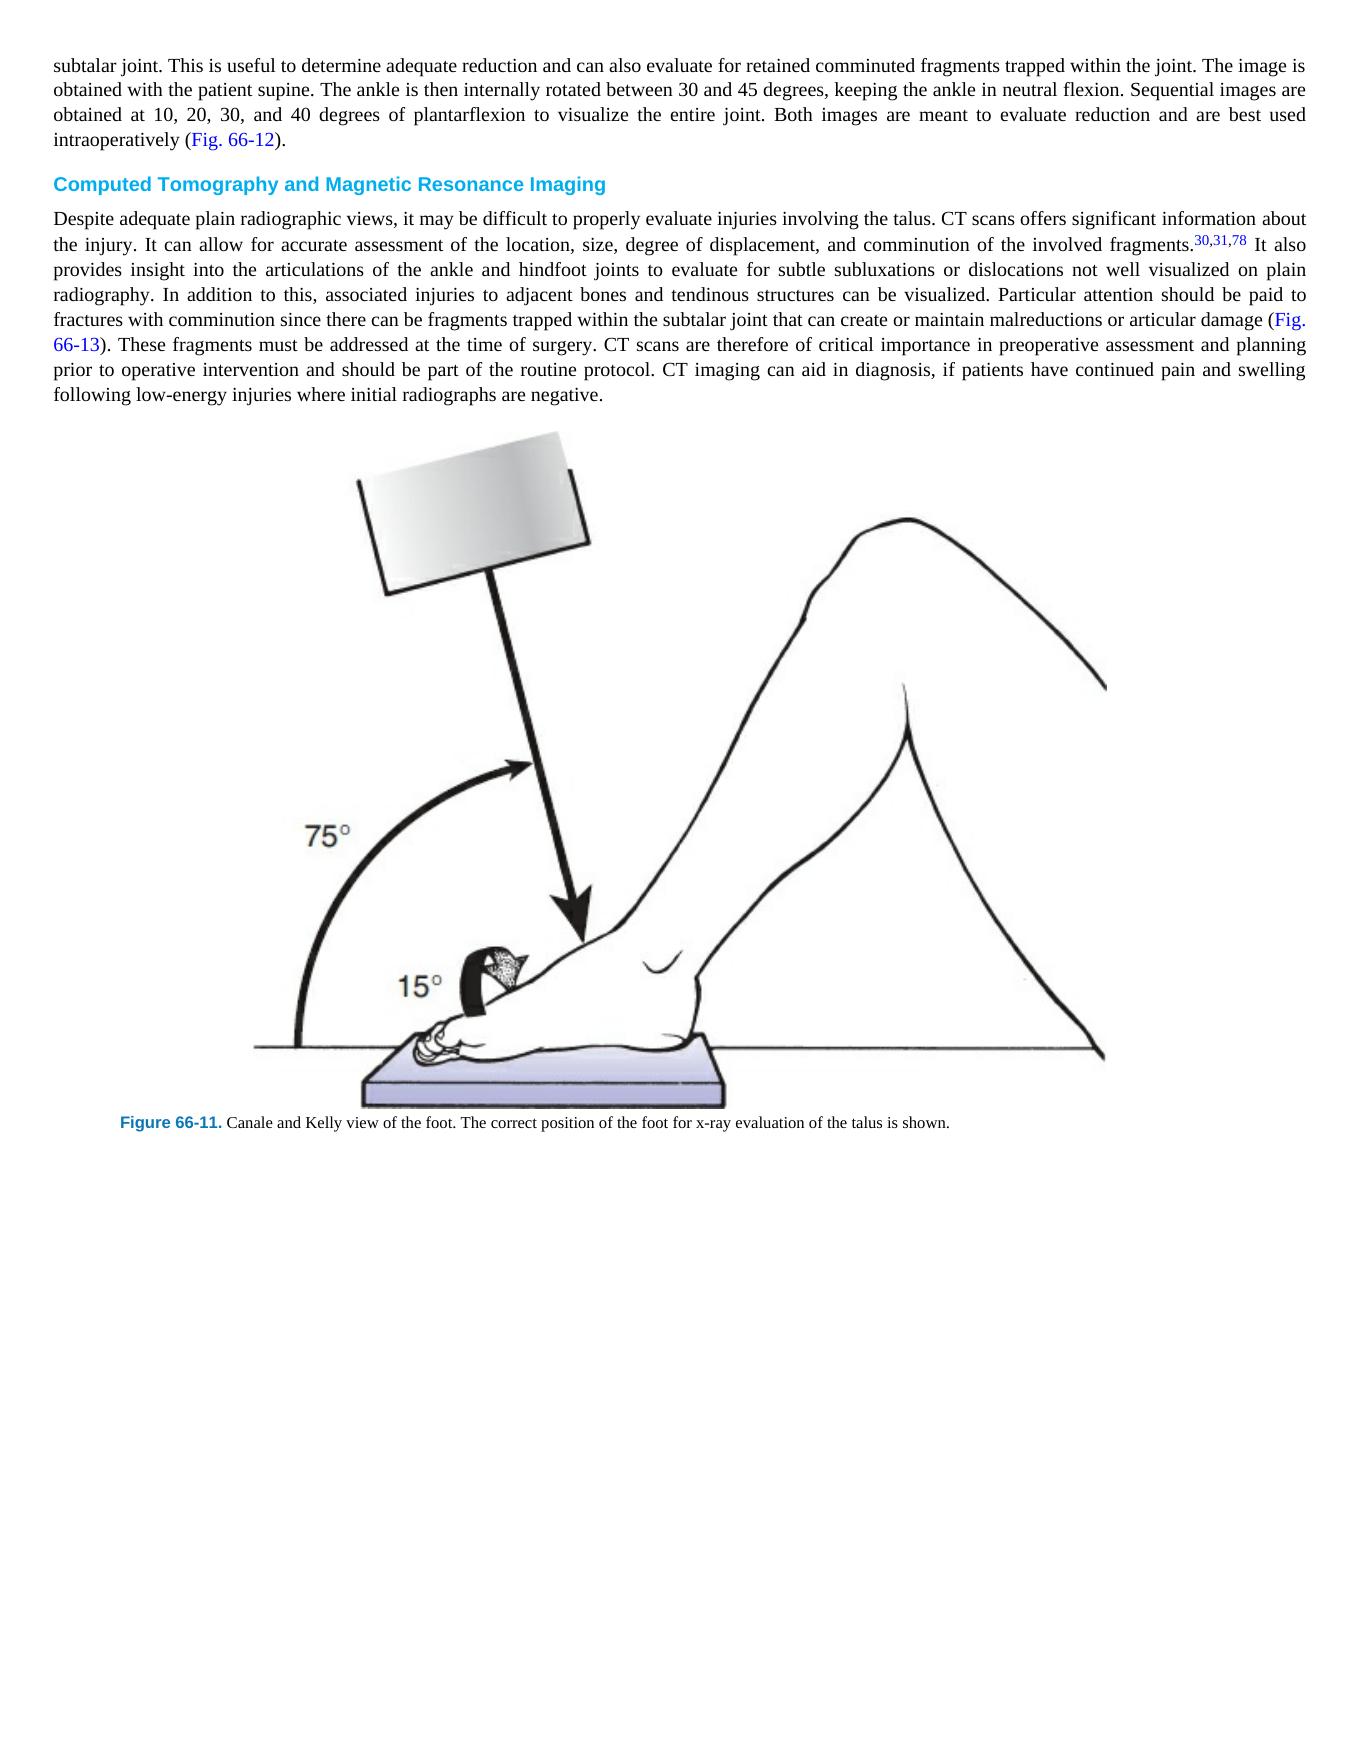 subtalar joint. This is useful to determine adequate reduction and can also evaluate for retained comminuted fragments trapped within the joint. The image is
obtained with the patient supine. The ankle is then internally rotated between 30 and 45 degrees, keeping the ankle in neutral flexion. Sequential images are
obtained at 10, 20, 30, and 40 degrees of plantarflexion to visualize the entire joint. Both images are meant to evaluate reduction and are best used
intraoperatively (Fig. 66-12).
Computed Tomography and Magnetic Resonance Imaging
Despite adequate plain radiographic views, it may be difficult to properly evaluate injuries involving the talus. CT scans offers significant information about
the injury. It can allow for accurate assessment of the location, size, degree of displacement, and comminution of the involved fragments.30,31,78 It also
provides insight into the articulations of the ankle and hindfoot joints to evaluate for subtle subluxations or dislocations not well visualized on plain
radiography. In addition to this, associated injuries to adjacent bones and tendinous structures can be visualized. Particular attention should be paid to
fractures with comminution since there can be fragments trapped within the subtalar joint that can create or maintain malreductions or articular damage (Fig.
66-13). These fragments must be addressed at the time of surgery. CT scans are therefore of critical importance in preoperative assessment and planning
prior to operative intervention and should be part of the routine protocol. CT imaging can aid in diagnosis, if patients have continued pain and swelling
following low-energy injuries where initial radiographs are negative.
75°
15°
Figure 66-11. Canale and Kelly view of the foot. The correct position of the foot for x-ray evaluation of the talus is shown.